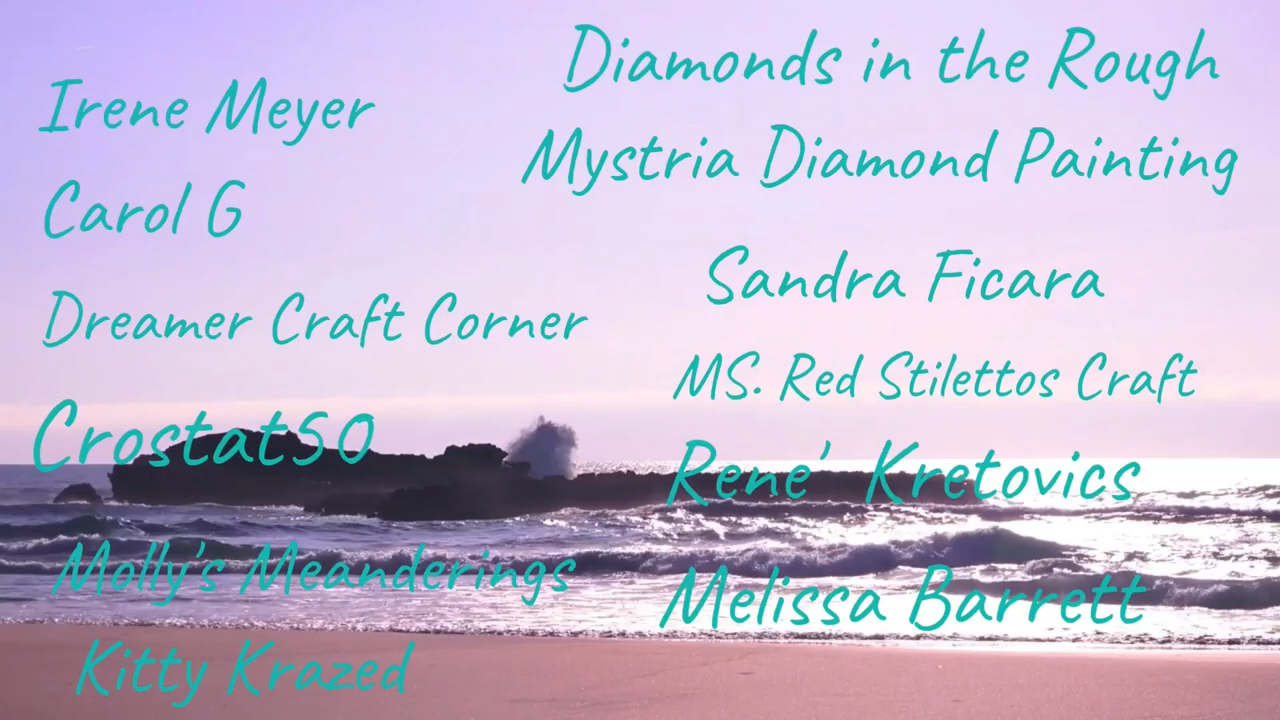 Irene Meyer
Carol G
Dreamer Craft Corner
Crostat50
Molly's Meanderings
Kitty Krazed
Diamonds in the Rough
Mystria Diamond Painting
Sandra Ficara
MS. Red Stilettos Craft
Rene' Kretovics
Melissa Barrett